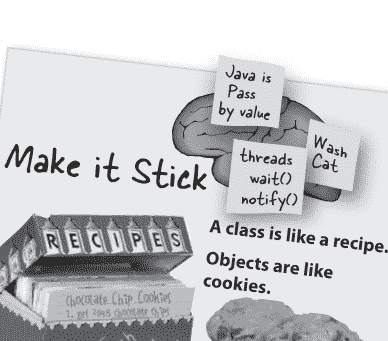 Java is
Pass
by value
Wash
Cat
threads
wait()
notify()
Make it Stick
A class is like a recipe.
Objects are like
cookies.
RECIPES
Chocolate Chip Cookies